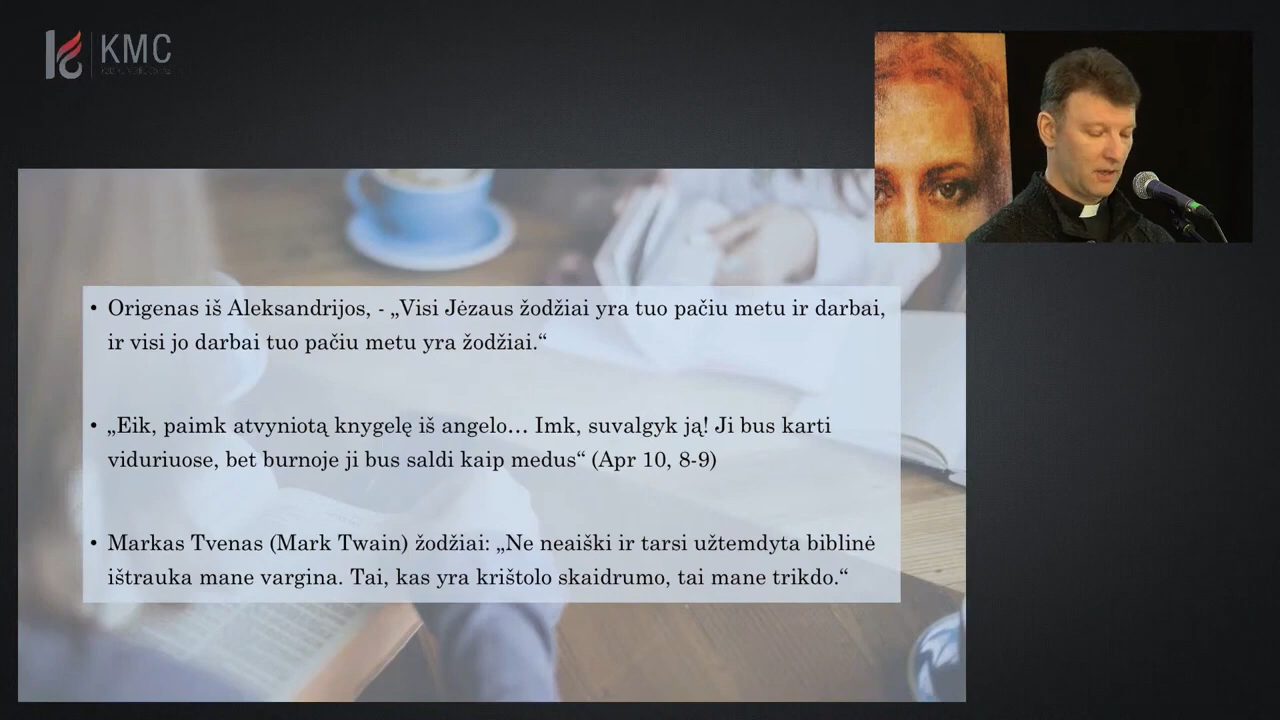 KMC
• Origenas iš Aleksandrijos, - „Visi Jėzaus žodžiai yra tuo pačiu metu ir darbai,
ir visi jo darbai tuo pačiu metu yra žodžiai.“
• „Eik, paimk atvyniotą knygelę iš angelo… Imk, suvalgyk ją! Ji bus karti
viduriuose, bet burnoje ji bus saldi kaip medus“ (Apr 10, 8-9)
• Markas Tvenas (Mark Twain) žodžiai: „Ne neaiški ir tarsi užtemdyta biblinė
ištrauka mane vargina. Tai, kas yra krištolo skaidrumo, tai mane trikdo.“